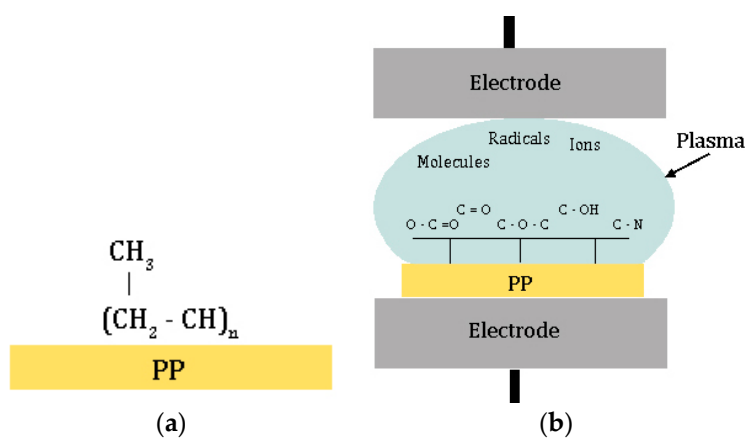 CH₃
|
(CH₂ - CH)ₙ
PP
(a)
Electrode
Plasma
Radicals
Ions
Molecules
C = O
C - OH
O - C =O
C - O - C
C - N
PP
Electrode
(b)